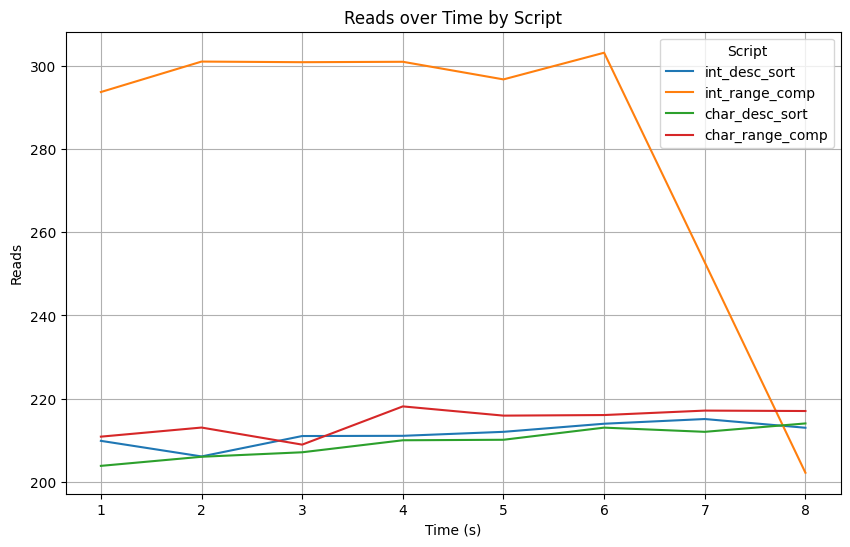 Reads over Time by Script
Script
int_desc_sort
int_range_comp
char_desc_sort
char_range_comp
Reads
300
280
260
240
220
200
1 2 3 4 5 6 7 8
Time (s)